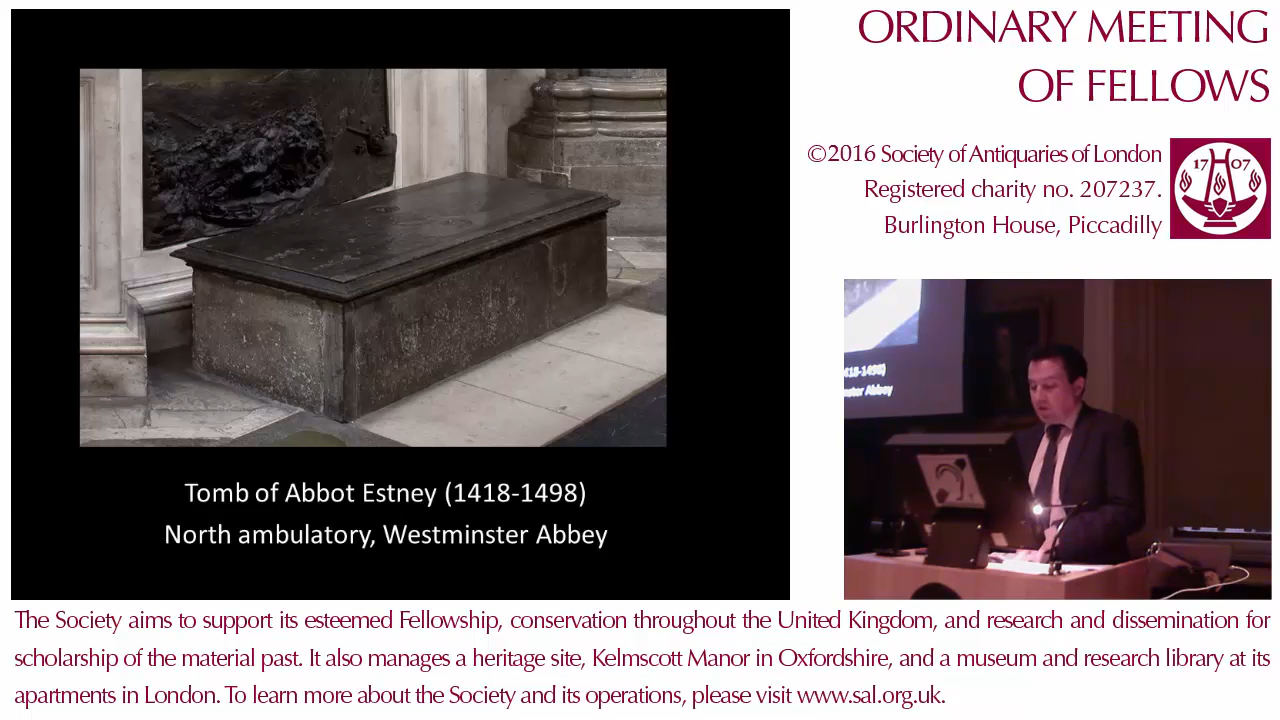 ORDINARY MEETING
OF FELLOWS
©2016 Society of Antiquaries of London
Registered charity no. 207237.
Burlington House, Piccadilly
17 07
Tomb of Abbot Estney (1418-1498)
North ambulatory, Westminster Abbey
418-1498)
nster Abbey
The Society aims to support its esteemed Fellowship, conservation throughout the United Kingdom, and research and dissemination for
scholarship of the material past. It also manages a heritage site, Kelmscott Manor in Oxfordshire, and a museum and research library at its
apartments in London. To learn more about the Society and its operations, please visit www.sal.org.uk.